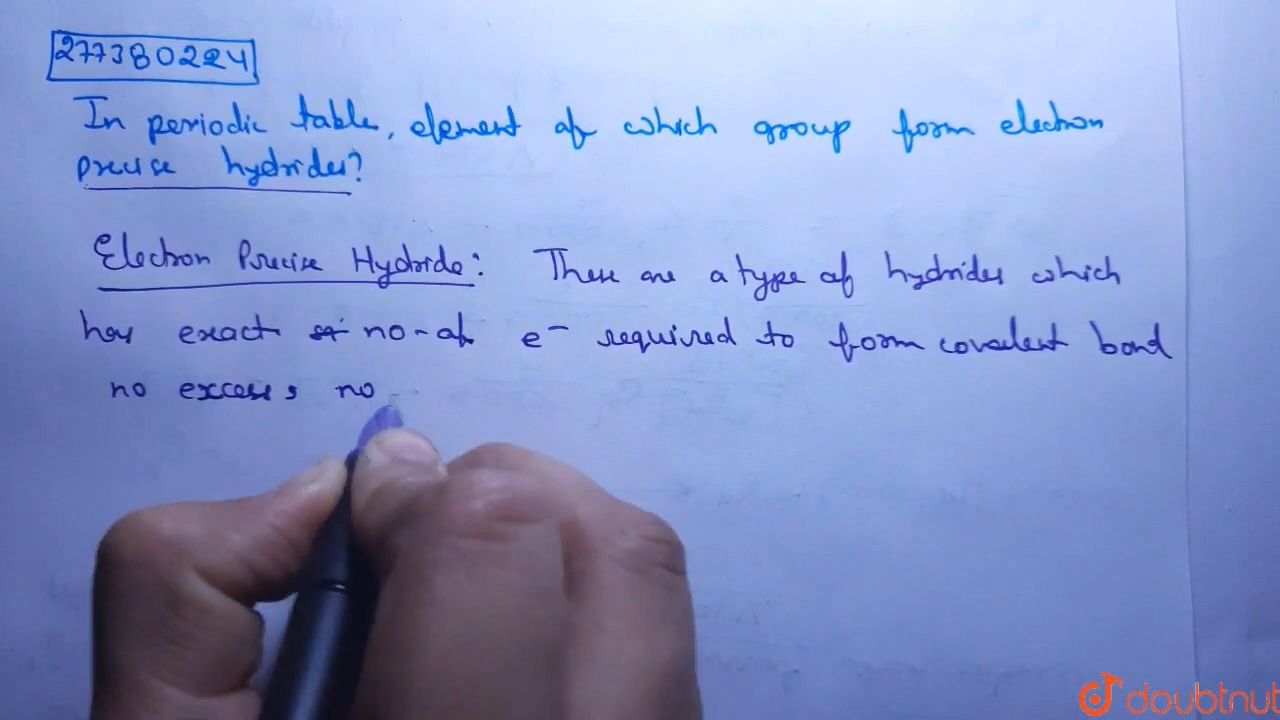 277380224
In periodic table, element of which group form electron
precise hydrides?
Electron Precise Hydride: These are a type of hydrides which
has exact no. of e⁻ required to form covalent bond
no excess, no
doubtnut